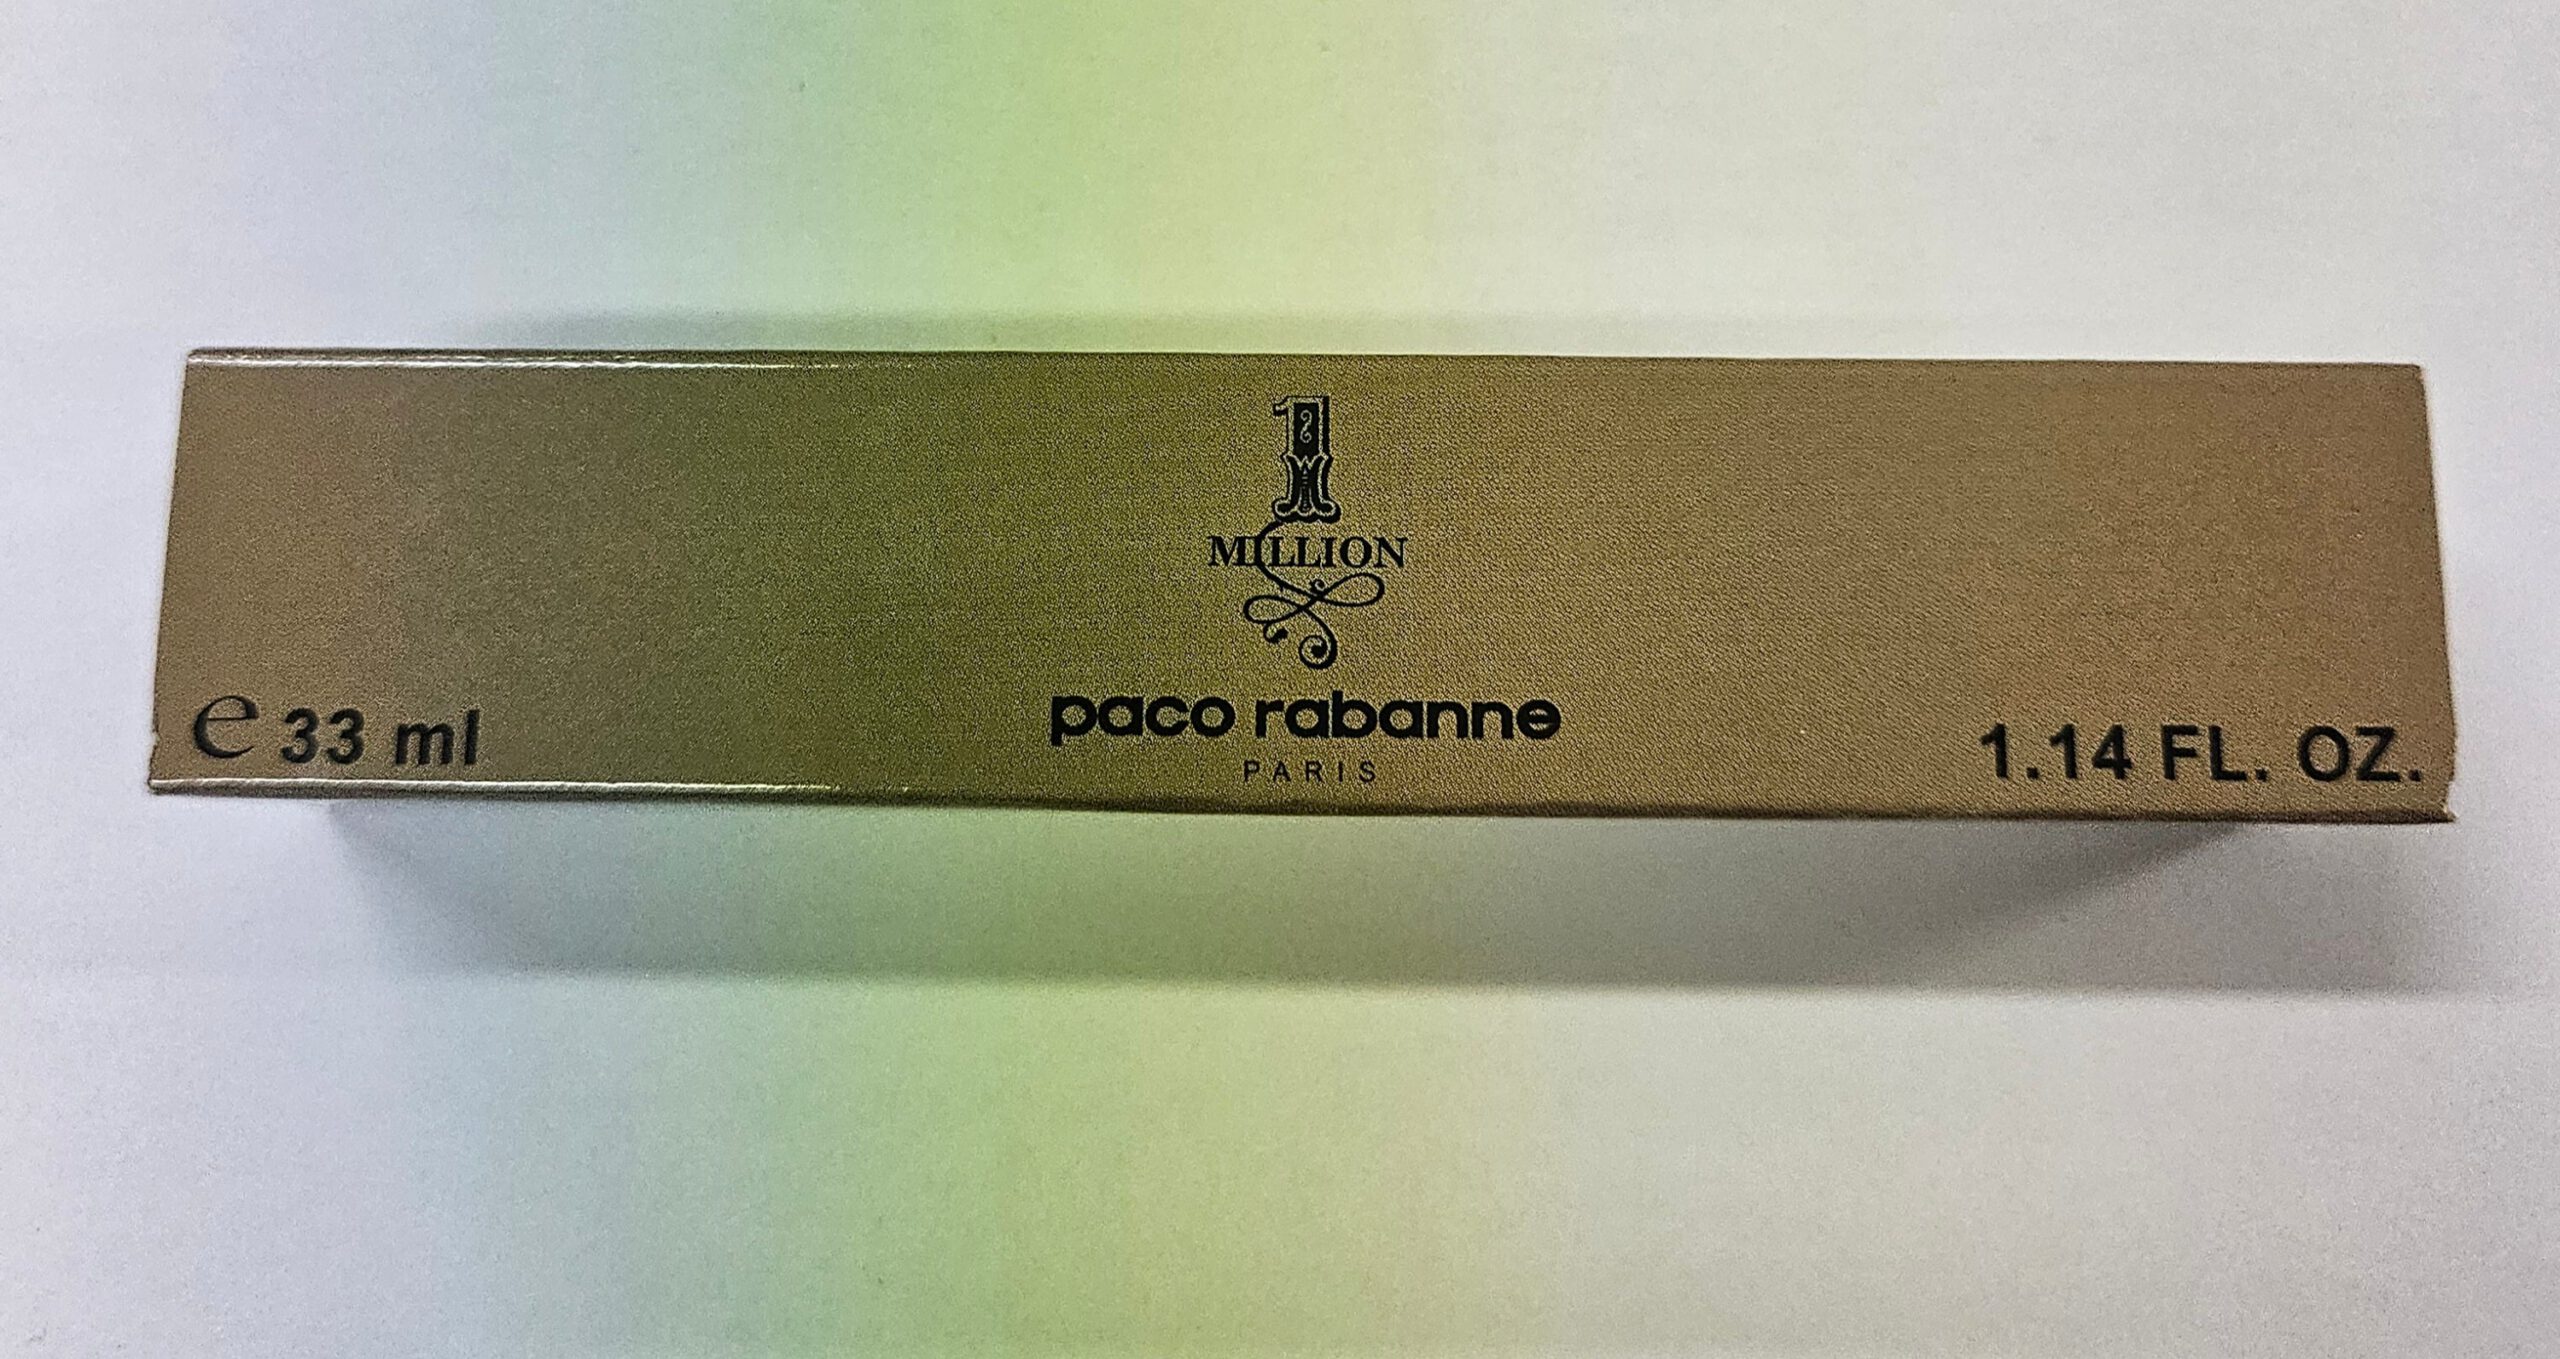 1
MILLION
paco rabanne
PARIS
e 33 ml
1.14 FL. OZ.